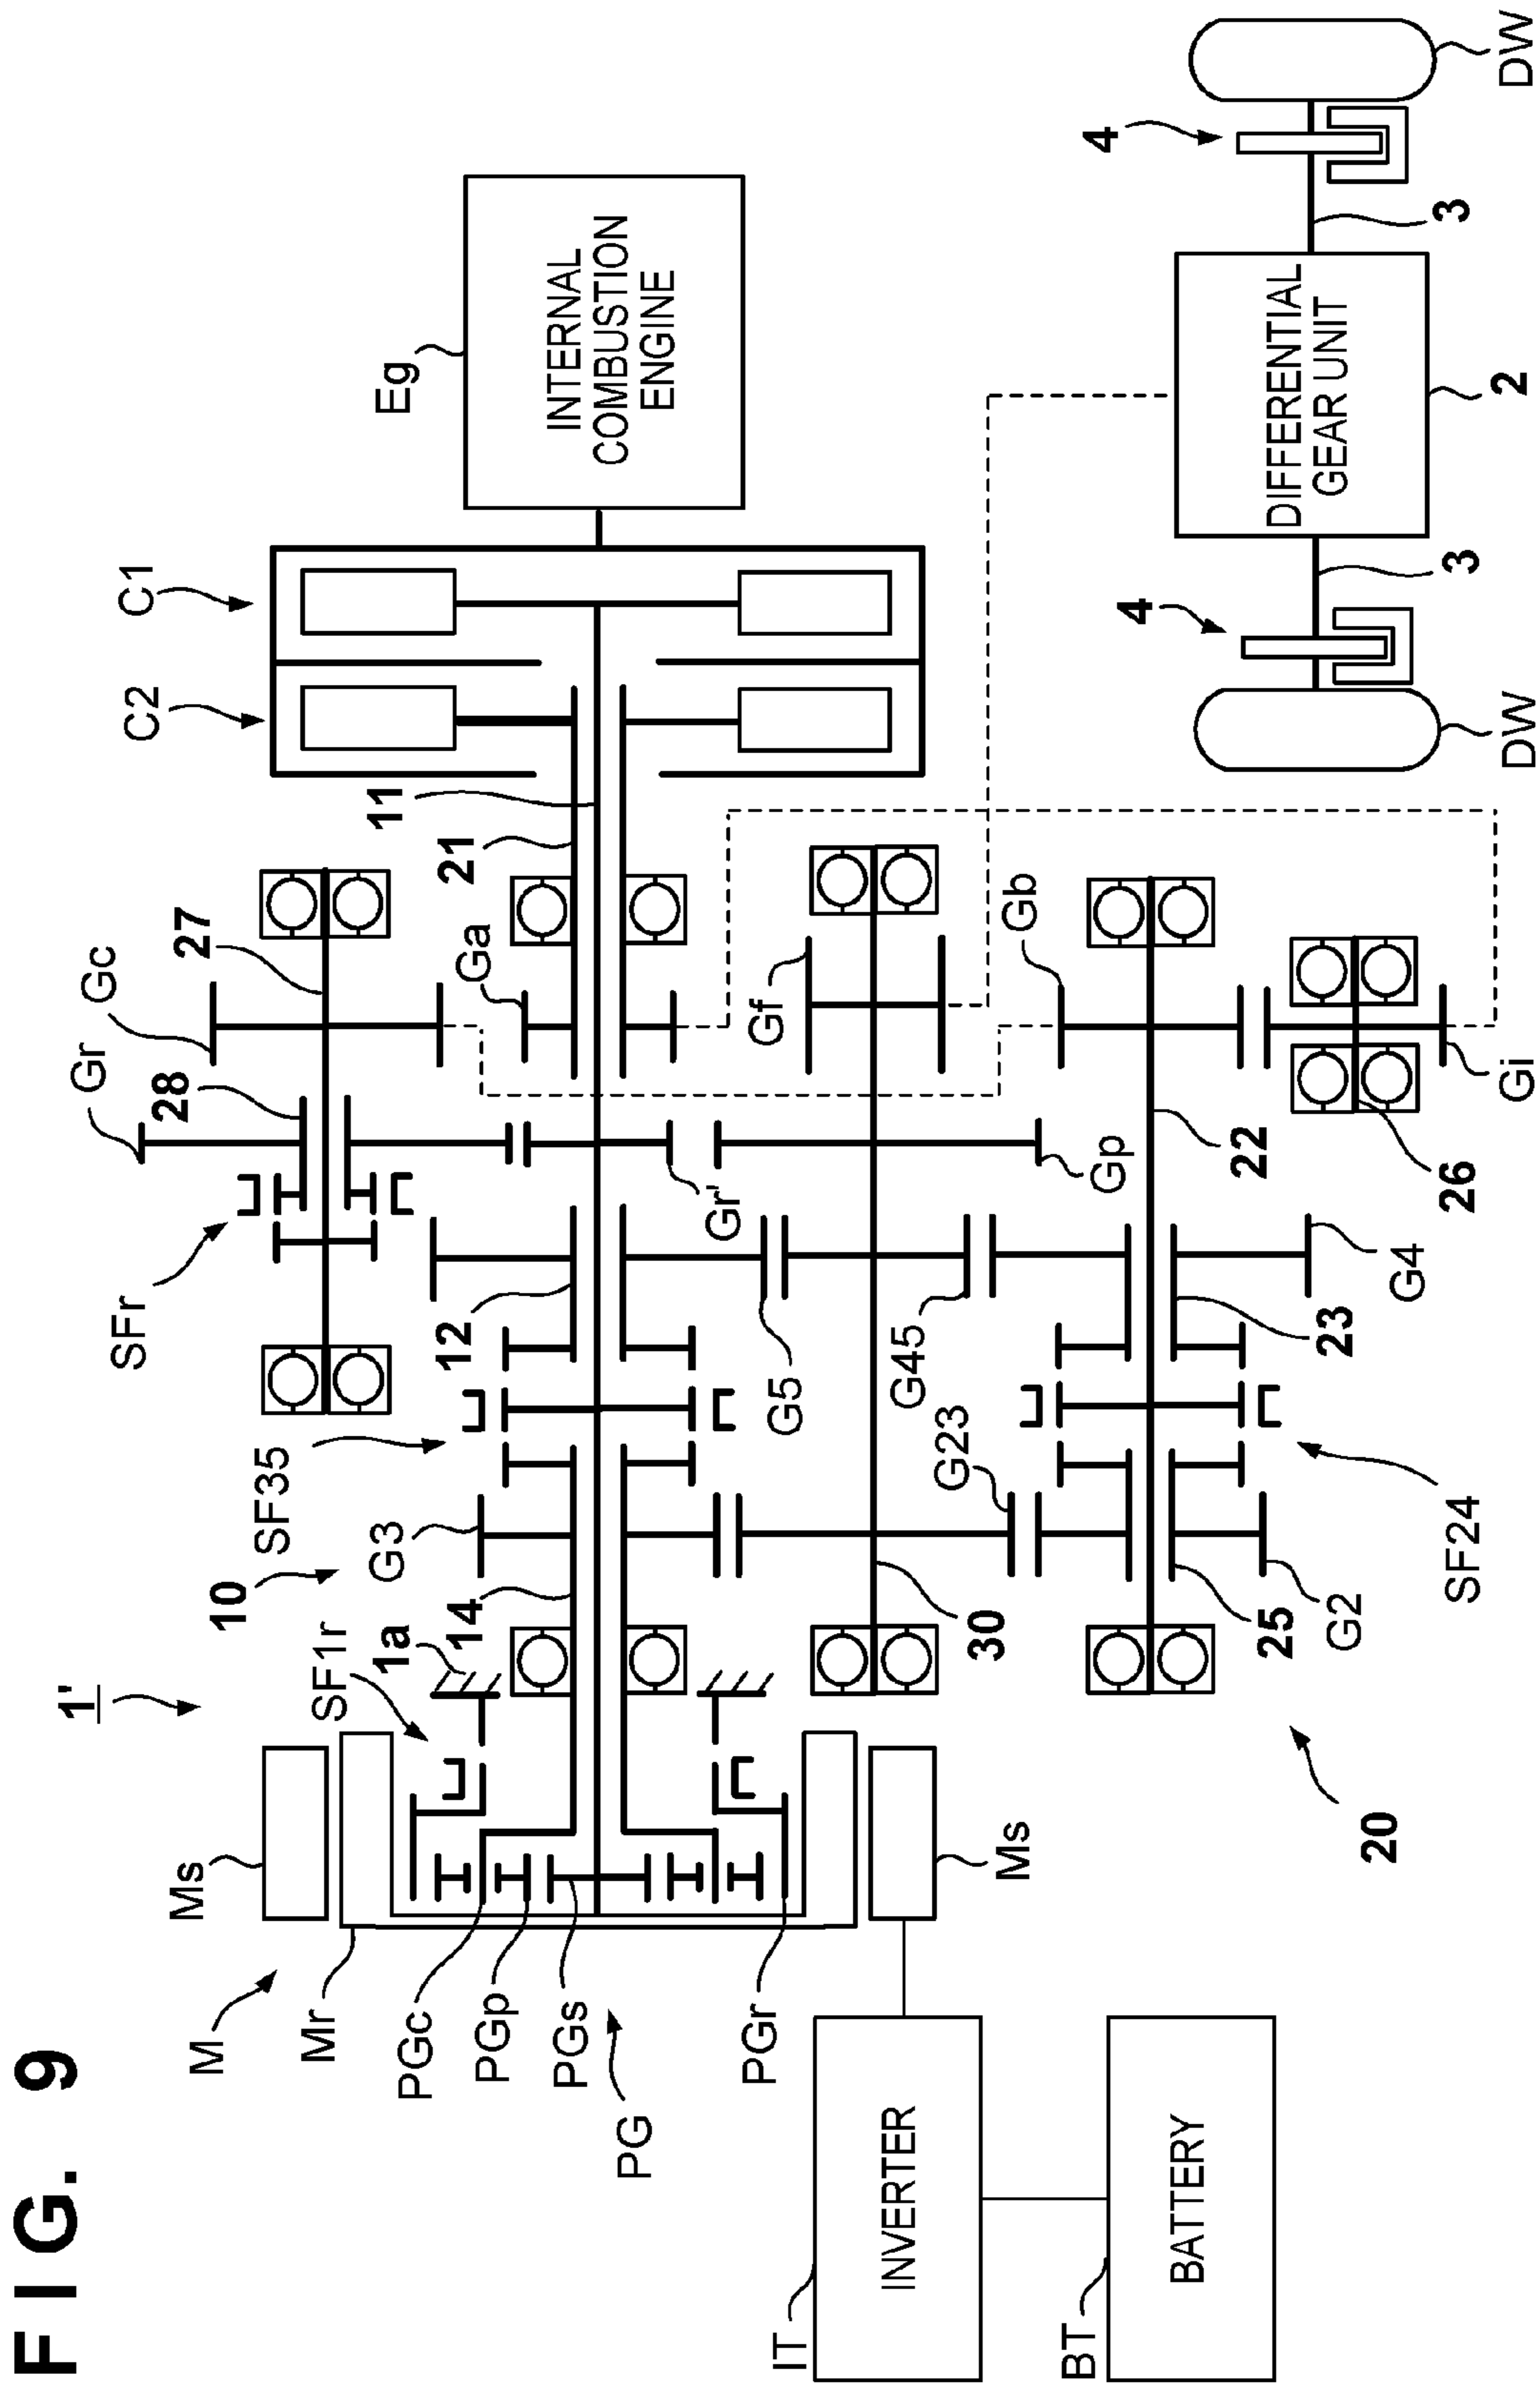 FIG. 9
1'
M
Mr
Ms
PGc
PGp
PGs
PG
PGr
Ms
IT
INVERTER
BT
BATTERY
10
SF1r
1a
14
G3
SF35
12
SFr
28
Gr
Gc
27
Ga
21
11
C2
C1
Eg
INTERNAL
COMBUSTION
ENGINE
Gr'
G5
G45
G23
30
Gf
Gp
Gb
22
26
Gi
G4
23
SF24
G2
25
20
DIFFERENTIAL
GEAR UNIT
2
3
3
4
4
DW
DW